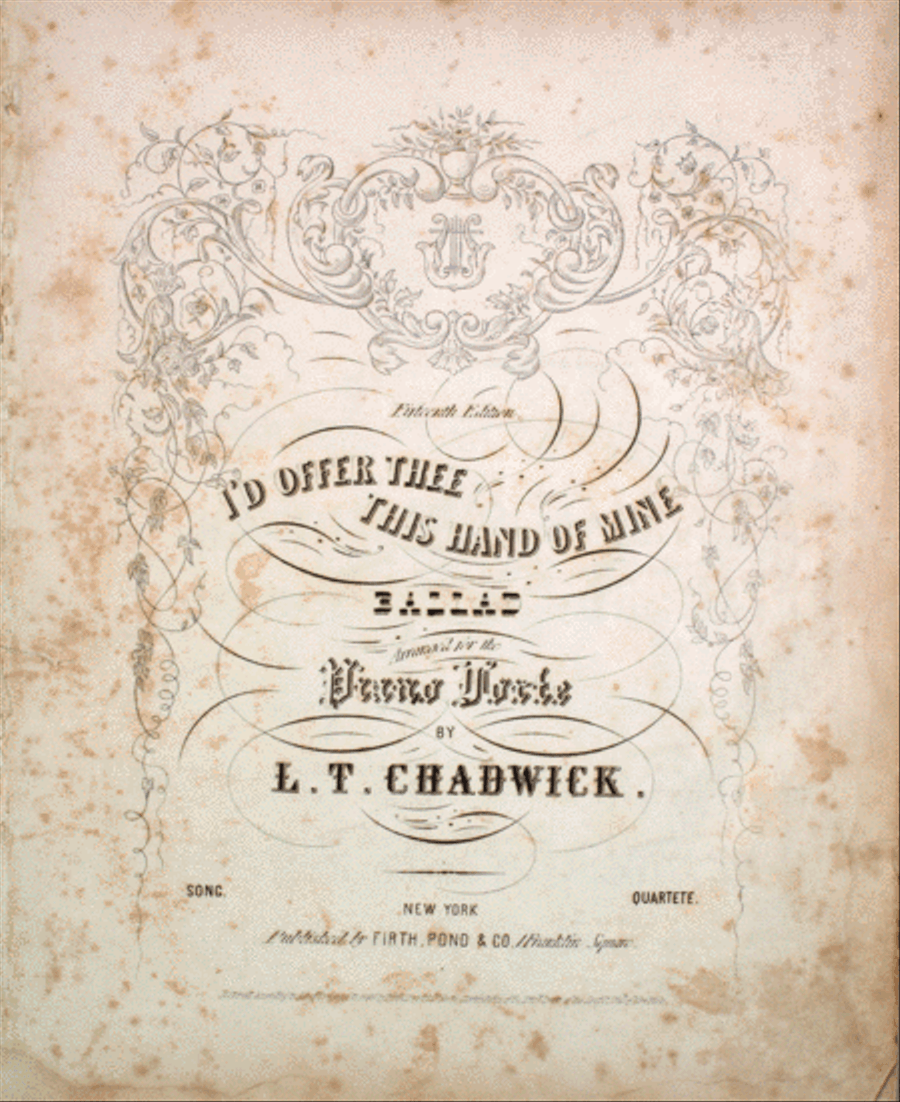 Fifteenth Edition
I'D OFFER THEE
THIS HAND OF MINE
BALLAD
Arranged for the
Piano Forte
BY
L. T. CHADWICK.
SONG. QUARTETE.
NEW YORK
Published by FIRTH, POND & CO. 1 Franklin Square.